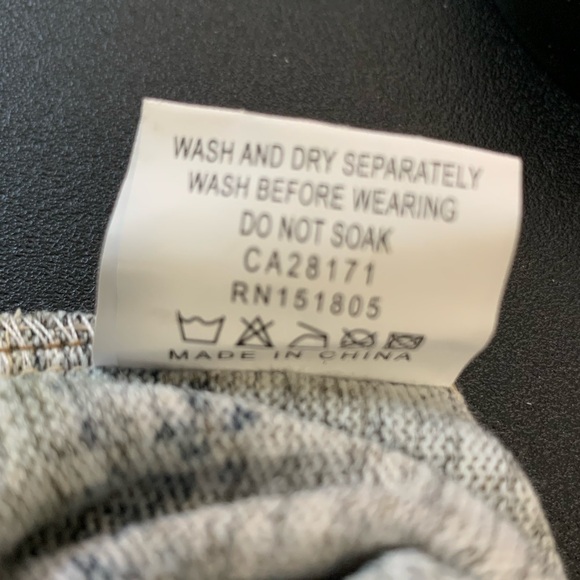 WASH AND DRY SEPARATELY
WASH BEFORE WEARING
DO NOT SOAK
CA28171
RN151805
MADE IN CHINA